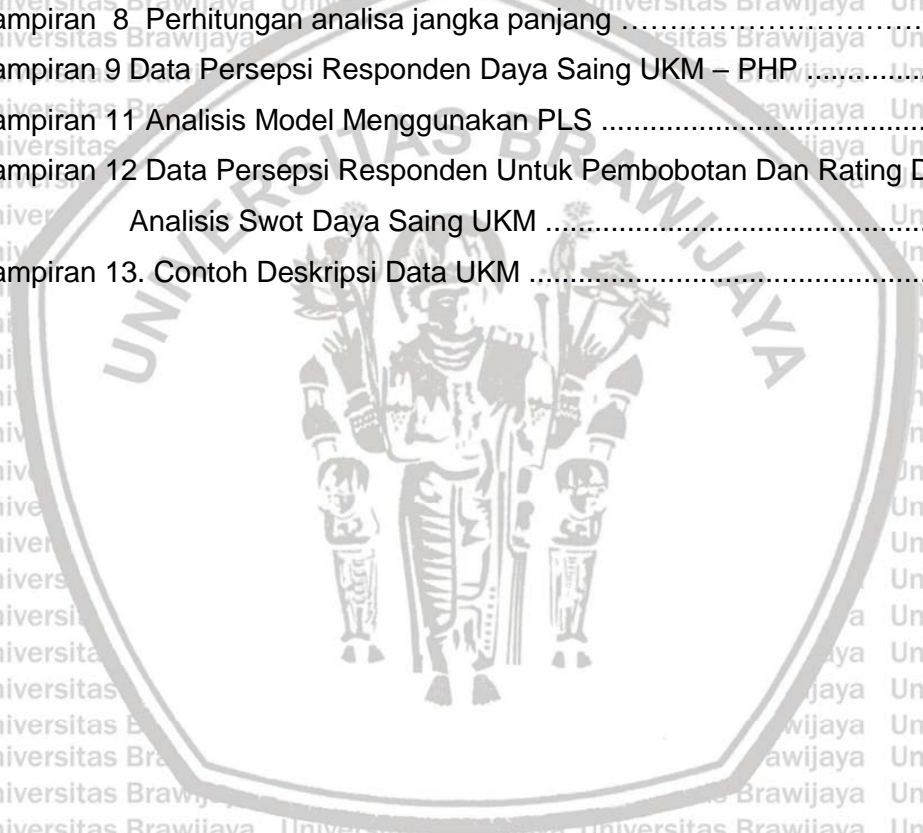 ampiran 8 Perhitungan analisa jangka panjang ……………………………
ampiran 9 Data Persepsi Responden Daya Saing UKM – PHP ..............
ampiran 11 Analisis Model Menggunakan PLS ........................................
ampiran 12 Data Persepsi Responden Untuk Pembobotan Dan Rating D
Analisis Swot Daya Saing UKM ...............................................
ampiran 13. Contoh Deskripsi Data UKM .................................................
UNIVERSITAS BRAWIJAYA